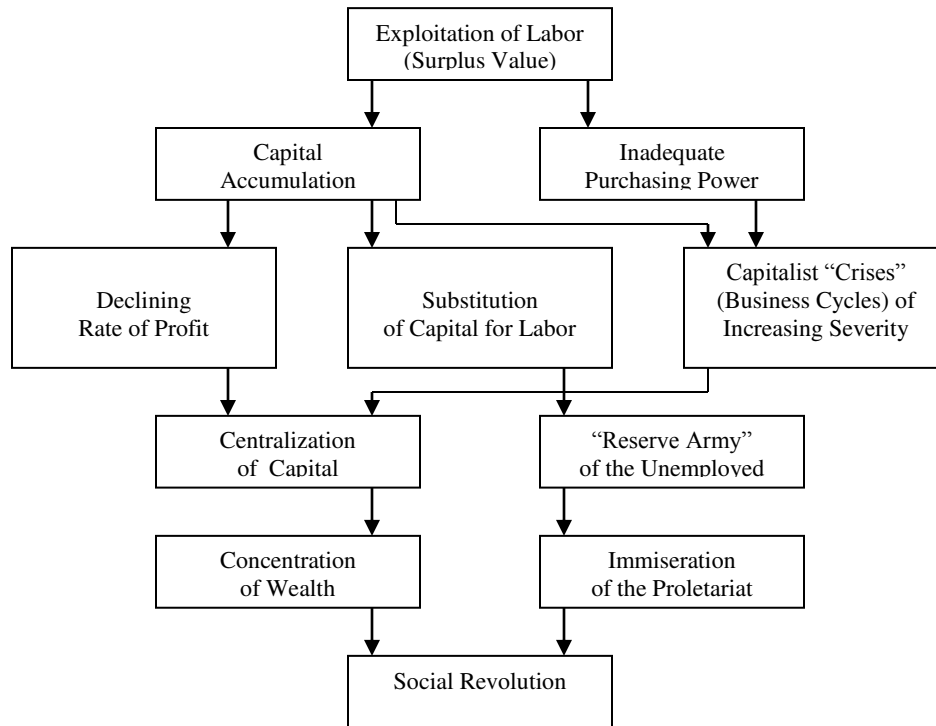 Exploitation of Labor
(Surplus Value)
Capital
Accumulation
Inadequate
Purchasing Power
Declining
Rate of Profit
Substitution
of Capital for Labor
Capitalist “Crises”
(Business Cycles) of
Increasing Severity
Centralization
of Capital
“Reserve Army”
of the Unemployed
Concentration
of Wealth
Immiseration
of the Proletariat
Social Revolution